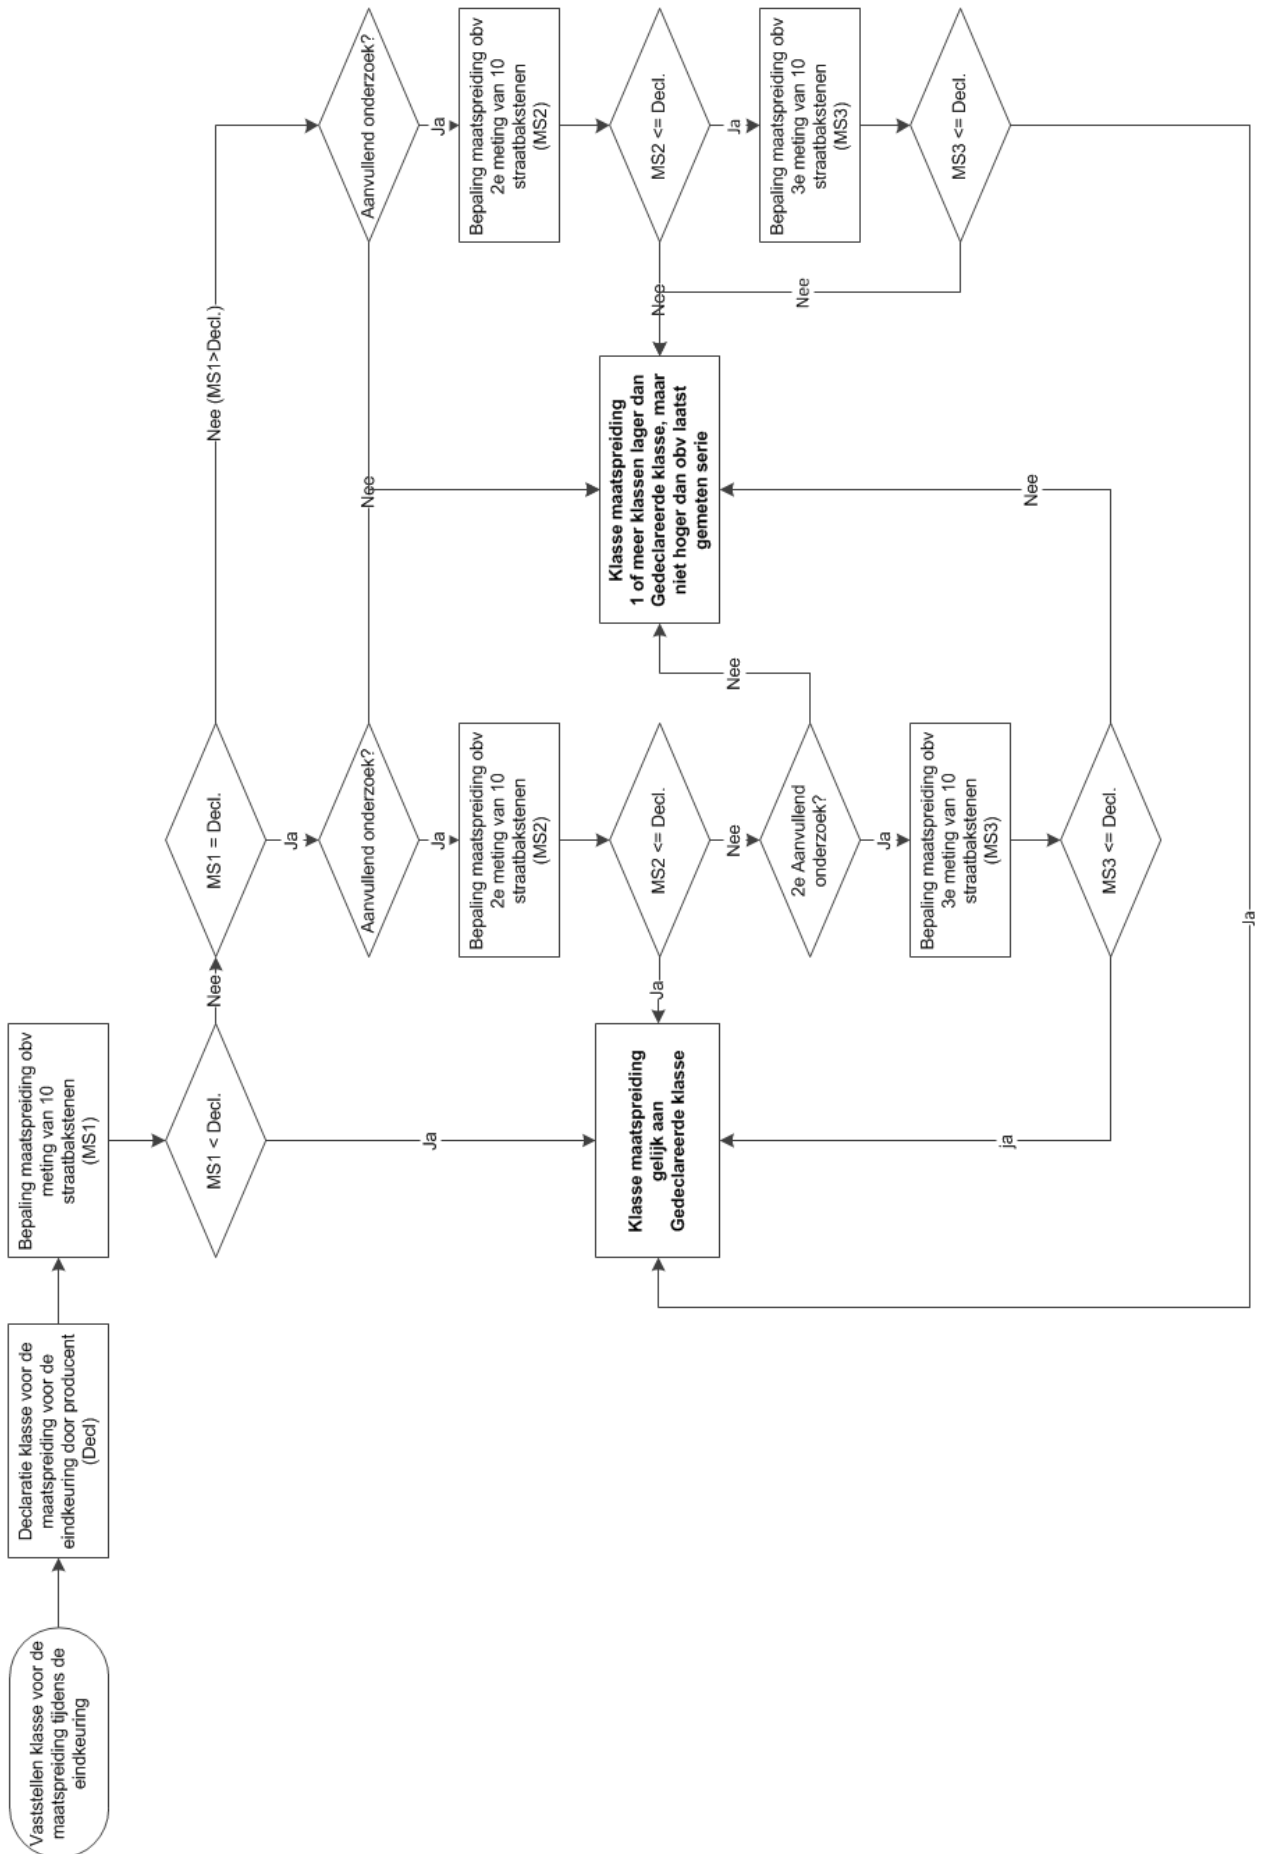 Vaststellen klasse voor de
maatspreiding tijdens de
eindkeuring
Declaratie klasse voor de
maatspreiding voor de
eindkeuring door producent
(Decl)
Bepaling maatspreiding obv
meting van 10
straatbakstenen
(MS1)
MS1 < Decl.
Nee
Ja
MS1 = Decl.
Ja
Nee (MS1>Decl.)
Aanvullend onderzoek?
Ja
Nee
Bepaling maatspreiding obv
2e meting van 10
straatbakstenen
(MS2)
MS2 <= Decl.
Ja
Nee
2e Aanvullend
onderzoek?
Nee
Ja
Bepaling maatspreiding obv
3e meting van 10
straatbakstenen
(MS3)
MS3 <= Decl.
ja
Nee
Klasse maatspreiding
gelijk aan
Gedeclareerde klasse
Aanvullend onderzoek?
Ja
Bepaling maatspreiding obv
2e meting van 10
straatbakstenen
(MS2)
MS2 <= Decl.
Ja
Nee
Bepaling maatspreiding obv
3e meting van 10
straatbakstenen
(MS3)
MS3 <= Decl.
Nee
Ja
Klasse maatspreiding
1 of meer klassen lager dan
Gedeclareerde klasse, maar
niet hoger dan obv laatst
gemeten serie